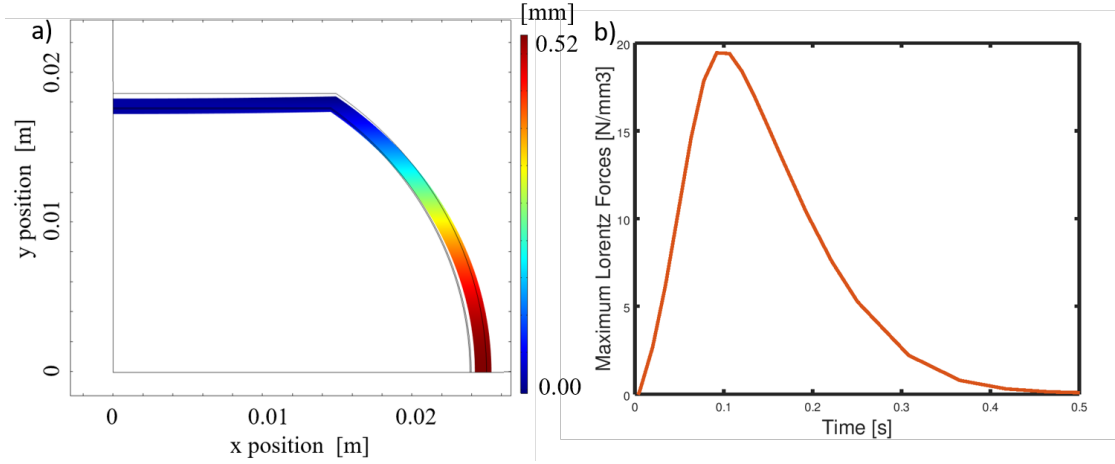 a)
[mm]
0.52
0.00
0.02
0.01
0
y position [m]
0
0.01
0.02
x position [m]
b)
20
15
10
5
0
Maximum Lorentz Forces [N/mm3]
0
0.1
0.2
0.3
0.4
0.5
Time [s]